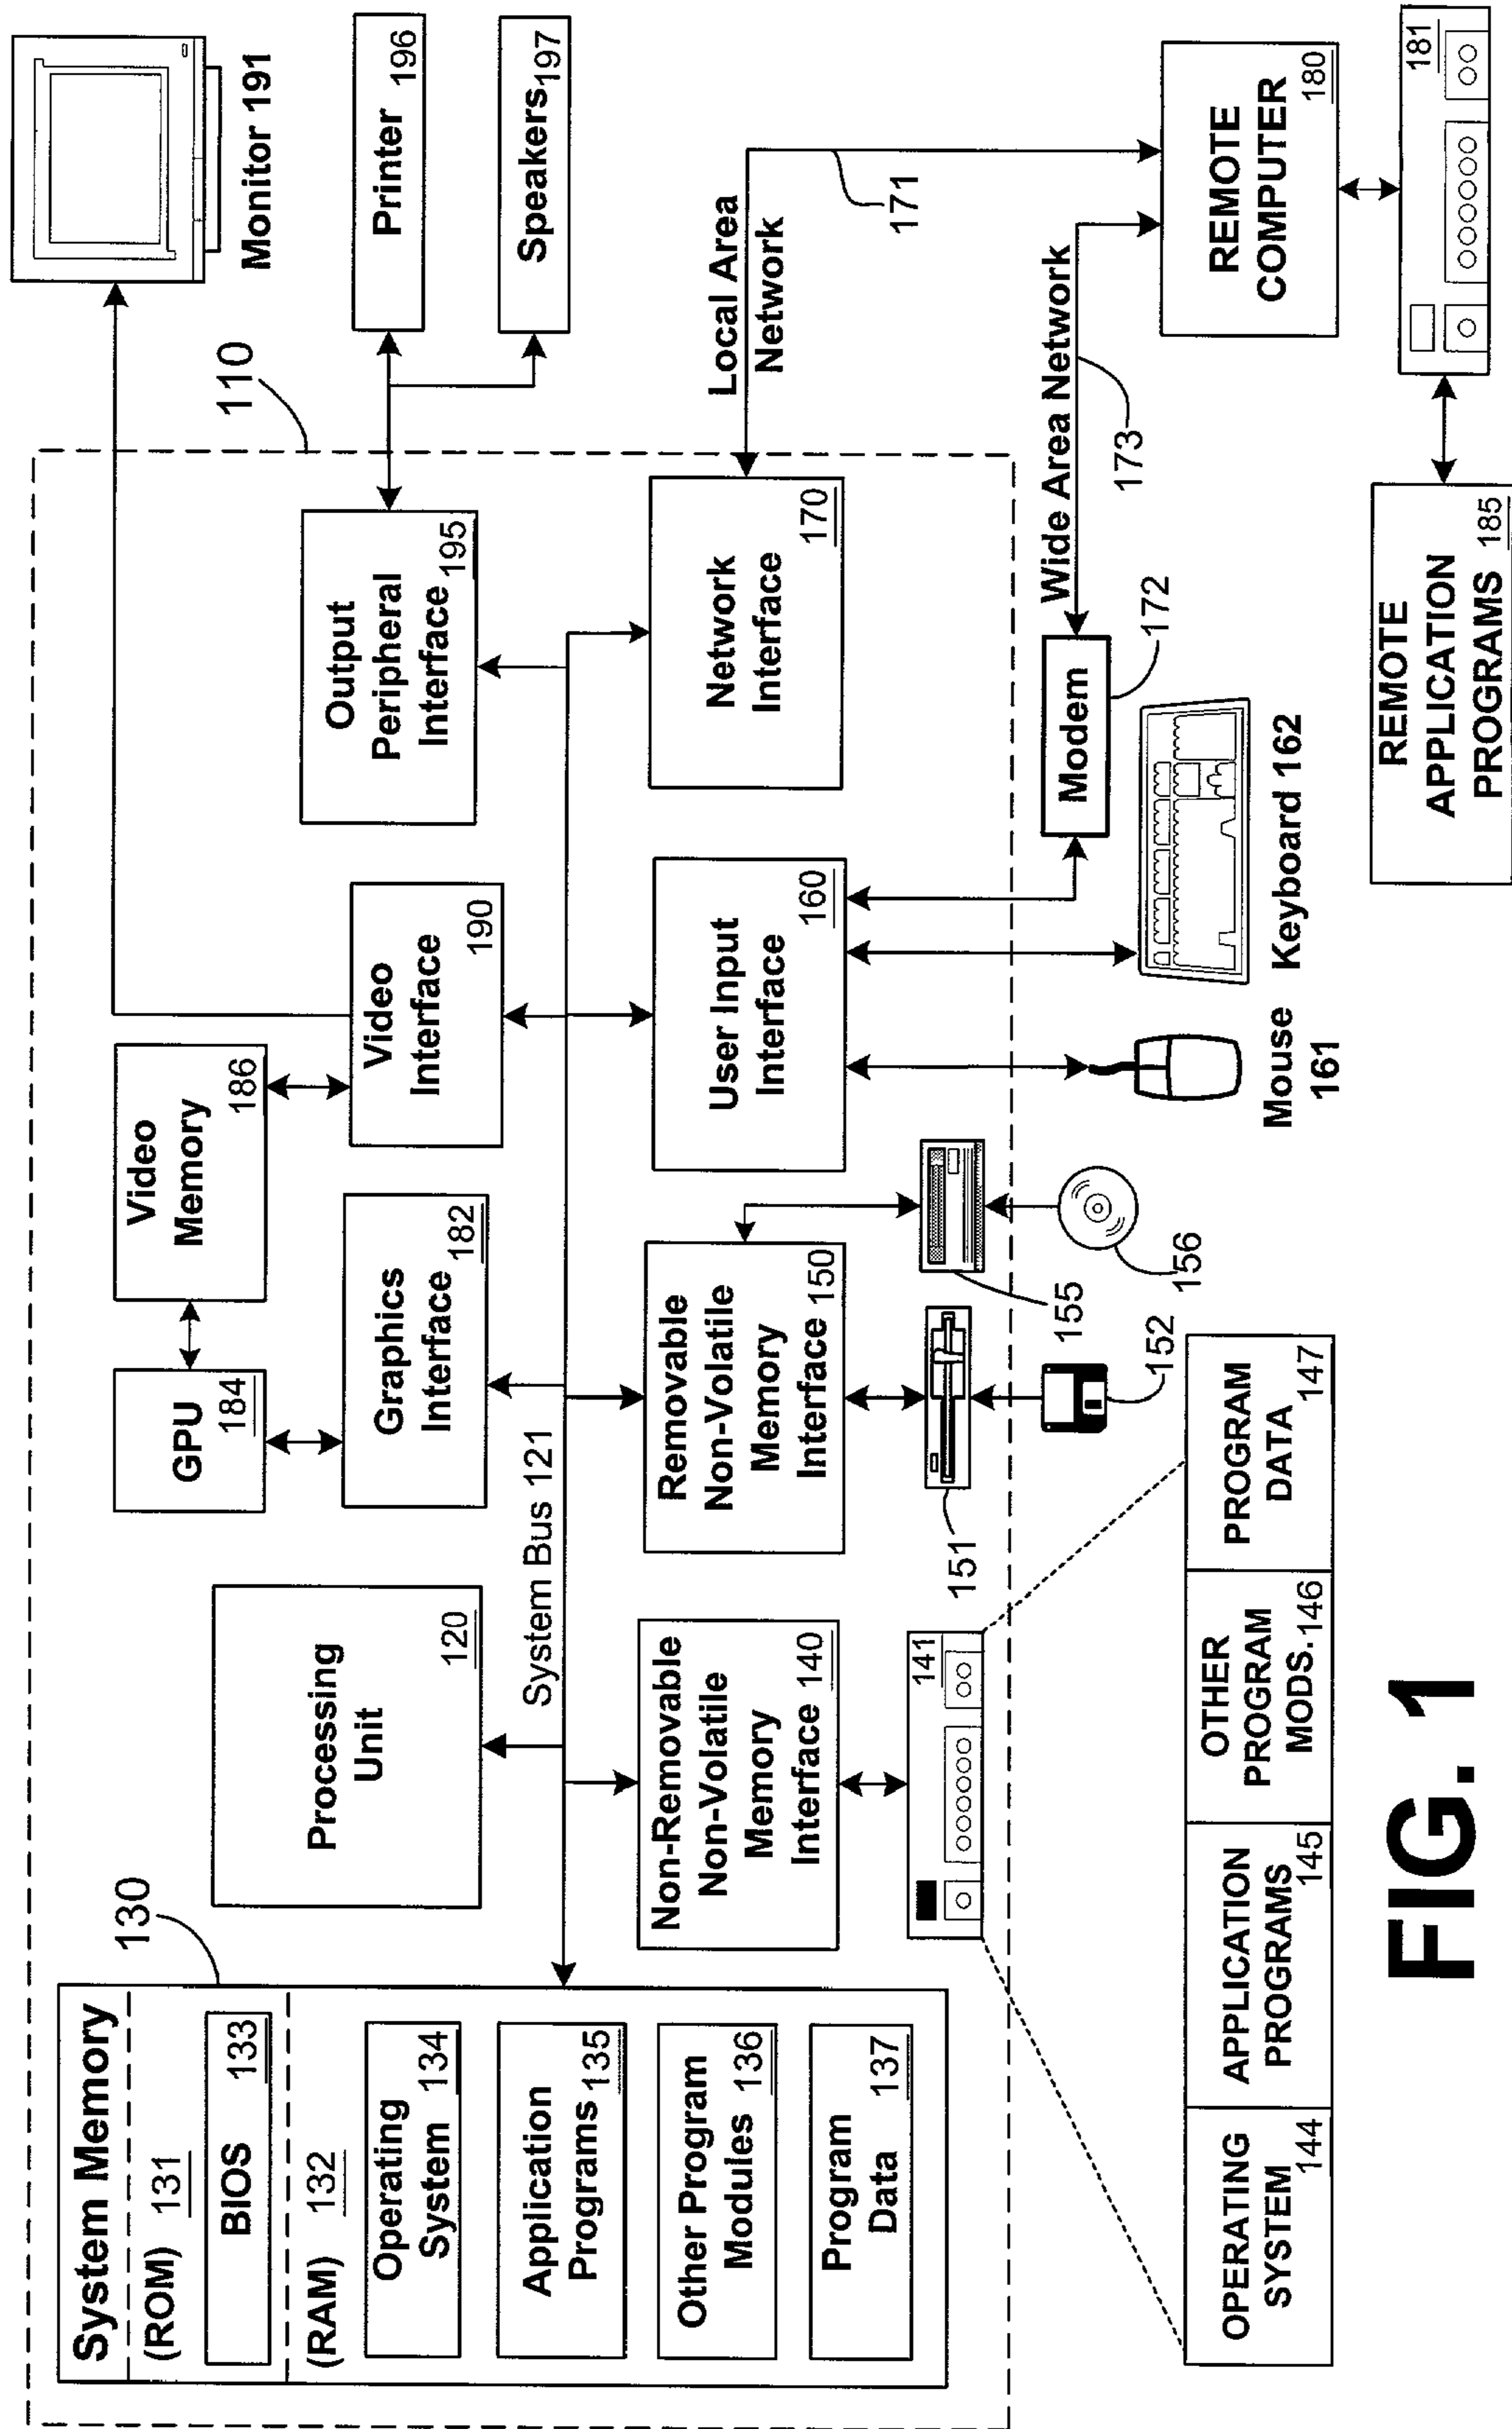 System Memory
(ROM) 131
BIOS 133
(RAM) 132
Operating
System 134
Application
Programs 135
Other Program
Modules 136
Program
Data 137
130
Processing
Unit
120
System Bus 121
GPU
184
Video
Memory
186
Graphics
Interface
182
Video
Interface
190
Output
Peripheral
Interface 195
110
Monitor 191
Printer
196
Speakers 197
Non-Removable
Non-Volatile
Memory
Interface 140
Removable
Non-Volatile
Memory
Interface 150
User Input
Interface
160
Network
Interface
170
Local Area
Network
171
Wide Area Network
173
Modem
172
141
151
155
152
156
Mouse
161
Keyboard 162
REMOTE
COMPUTER
180
181
REMOTE
APPLICATION
PROGRAMS 185
OPERATING
SYSTEM
144
APPLICATION
PROGRAMS
145
OTHER
PROGRAM
MODS. 146
PROGRAM
DATA
147
FIG. 1